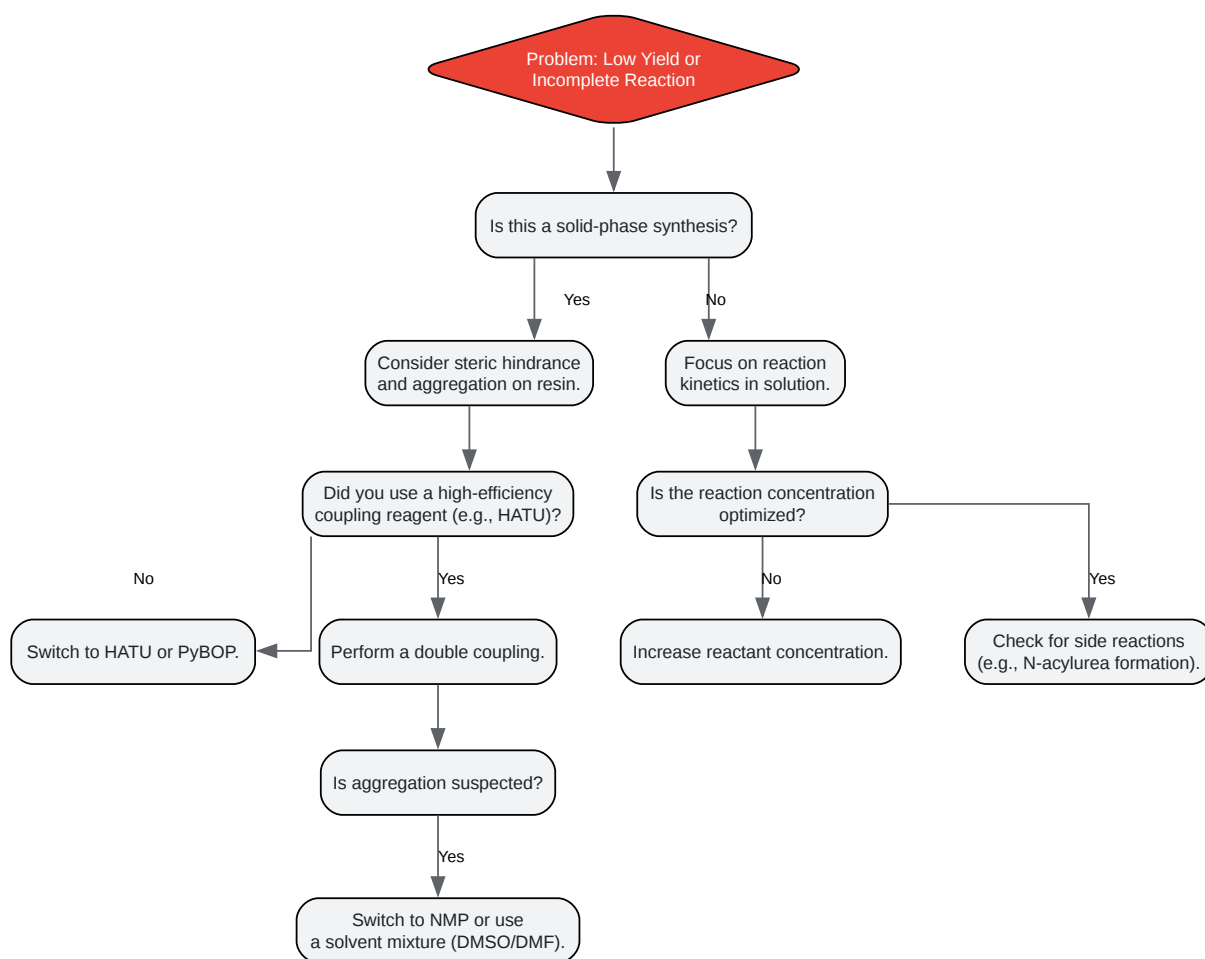 Problem: Low Yield or
Incomplete Reaction
Is this a solid-phase synthesis?
Yes
No
Consider steric hindrance
and aggregation on resin.
Focus on reaction
kinetics in solution.
Did you use a high-efficiency
coupling reagent (e.g., HATU)?
Is the reaction concentration
optimized?
No
Yes
No
Yes
Switch to HATU or PyBOP.
Perform a double coupling.
Increase reactant concentration.
Check for side reactions
(e.g., N-acylurea formation).
Is aggregation suspected?
Yes
Switch to NMP or use
a solvent mixture (DMSO/DMF).